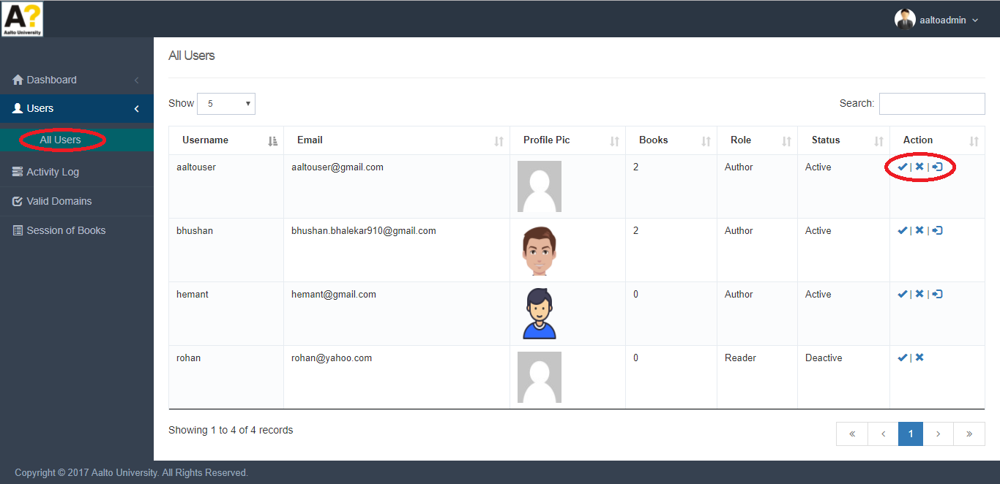 A?
Aalto University
aaltoadmin
Dashboard
Users
All Users
Activity Log
Valid Domains
Session of Books
All Users
Show 5
Search:
Username Email Profile Pic Books Role Status Action
aaltouser aaltouser@gmail.com 2 Author Active | |
bhushan bhushan.bhalekar910@gmail.com 2 Author Active | |
hemant hemant@gmail.com 0 Author Active | |
rohan rohan@yahoo.com 0 Reader Deactive |
Showing 1 to 4 of 4 records
« ‹ 1 › »
Copyright © 2017 Aalto University. All Rights Reserved.